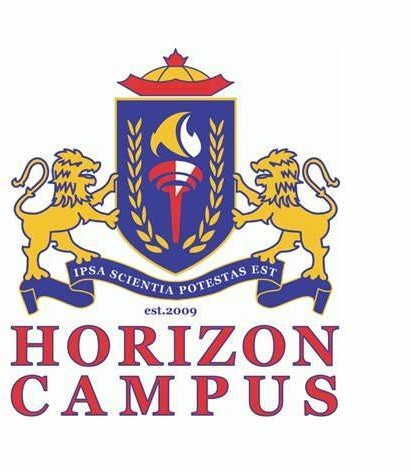 IPSA SCIENTIA POTESTAS EST
est.2009
HORIZON
CAMPUS